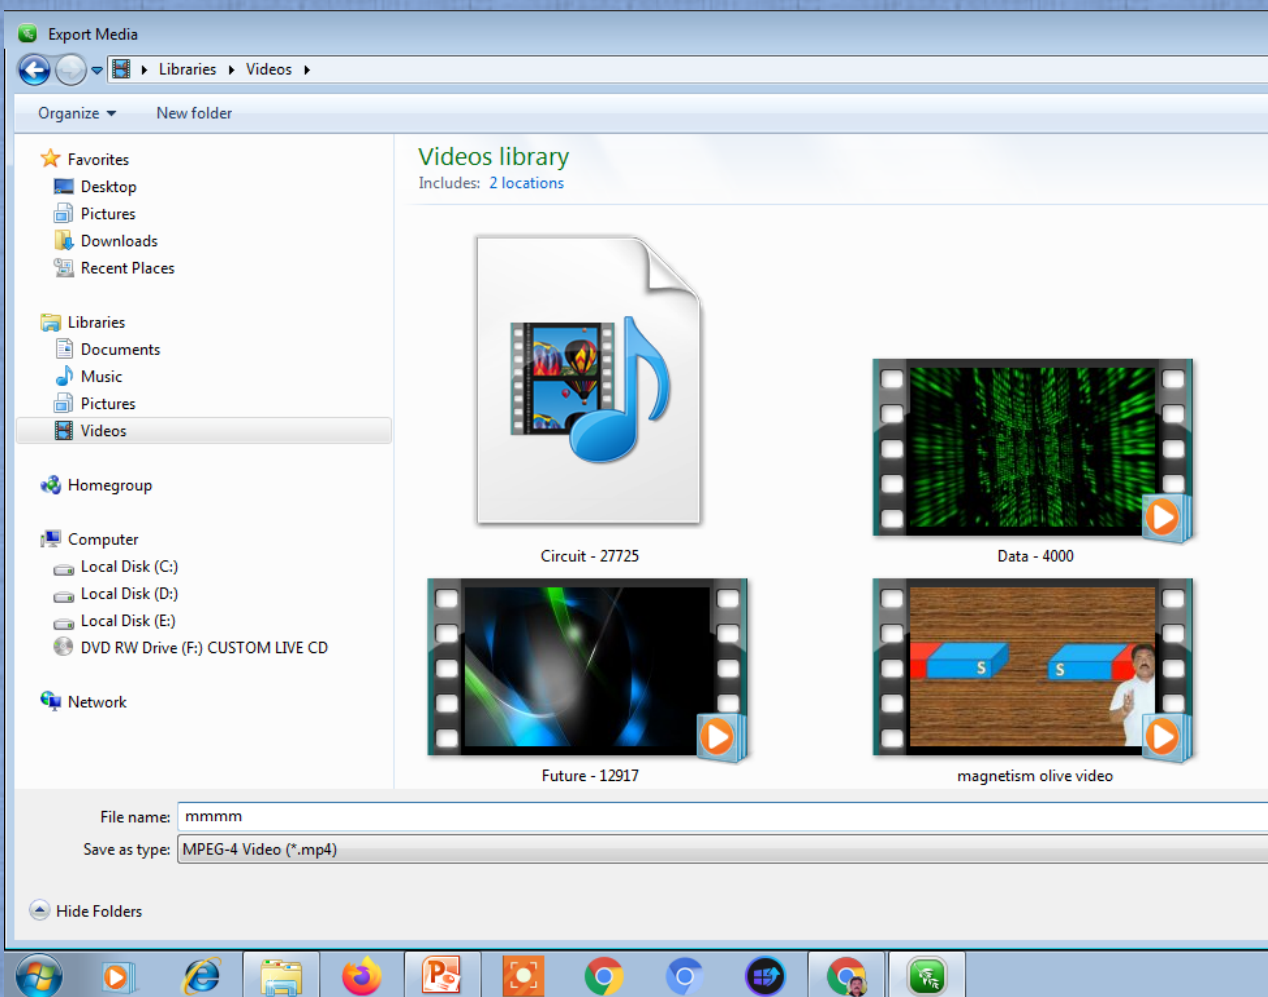 Export Media
Libraries Videos
Organize New folder
Favorites
Desktop
Pictures
Downloads
Recent Places
Libraries
Documents
Music
Pictures
Videos
Homegroup
Computer
Local Disk (C:)
Local Disk (D:)
Local Disk (E:)
DVD RW Drive (F:) CUSTOM LIVE CD
Network
Videos library
Includes: 2 locations
Circuit - 27725
Data - 4000
S S
Future - 12917
magnetism olive video
File name: mmmm
Save as type: MPEG-4 Video (*.mp4)
Hide Folders
P